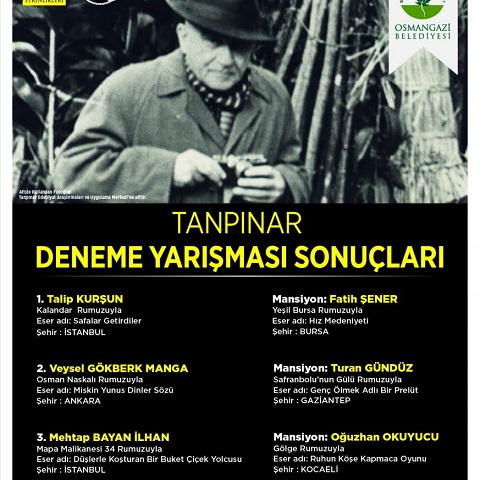 ETKİNLİKLERİ
OSMANGAZİ
BELEDİYESİ
Afişte Kullanılan Fotoğraf
Tanpınar Edebiyat Araştırmaları ve Uygulama Merkezi'ne aittir.
TANPINAR
DENEME YARIŞMASI SONUÇLARI
1. Talip KURŞUN
Kalandar Rumuzuyla
Eser adı: Safalar Getirdiler
Şehir : İSTANBUL
Mansiyon: Fatih ŞENER
Yeşil Bursa Rumuzuyla
Eser adı: Hız Medeniyeti
Şehir : BURSA
2. Veysel GÖKBERK MANGA
Osman Naskalı Rumuzuyla
Eser adı: Miskin Yunus Dinler Sözü
Şehir : ANKARA
Mansiyon: Turan GÜNDÜZ
Safranbolu'nun Gülü Rumuzuyla
Eser adı: Genç Ölmek Adlı Bir Prelüt
Şehir : GAZİANTEP
3. Mehtap BAYAN İLHAN
Mapa Malikanesi 34 Rumuzuyla
Eser adı: Düşlerle Koşturan Bir Buket Çiçek Yolcusu
Şehir : İSTANBUL
Mansiyon: Oğuzhan OKUYUCU
Gölge Rumuzuyla
Eser adı: Ruhun Köşe Kapmaca Oyunu
Şehir : KOCAELİ